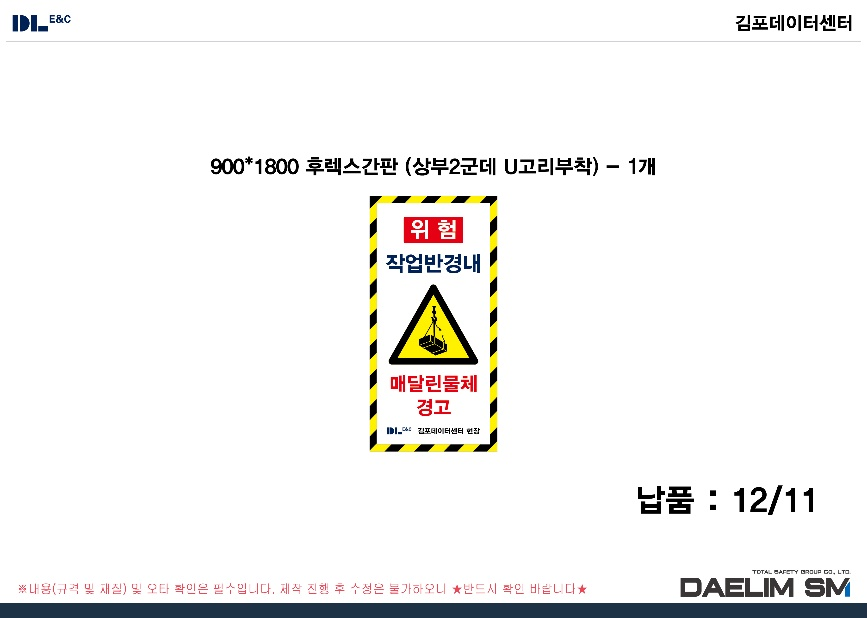 DL E&C
김포데이터센터
900*1800 후렉스간판 (상부2군데 U고리부착) - 1개
위 험
작업반경내
매달린물체
경고
DL E&C 김포데이터센터 현장
납품 : 12/11
※내용(규격 및 재질) 및 오타 확인은 필수입니다. 제작 진행 후 수정은 불가하오니 ★반드시 확인 바랍니다★
TOTAL SAFETY GROUP CO., LTD.
DAELIM SM